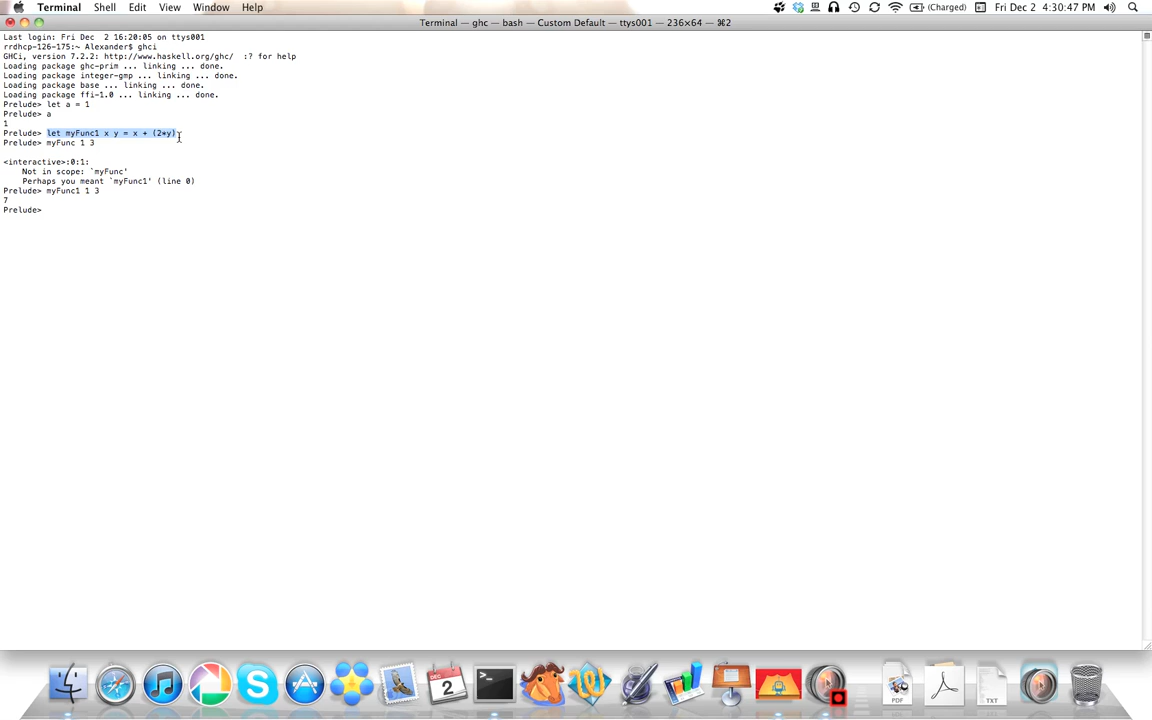 Terminal Shell Edit View Window Help (Charged) Fri Dec 2 4:30:47 PM
Terminal — ghc — bash — Custom Default — ttys001 — 236×64 — ⌘2
Last login: Fri Dec  2 16:20:05 on ttys001
rrdhcp-126-175:~ Alexander$ ghci
GHCi, version 7.2.2: http://www.haskell.org/ghc/  :? for help
Loading package ghc-prim ... linking ... done.
Loading package integer-gmp ... linking ... done.
Loading package base ... linking ... done.
Loading package ffi-1.0 ... linking ... done.
Prelude> let a = 1
Prelude> a
1
Prelude> let myFunc1 x y = x + (2*y)
Prelude> myFunc 1 3
<interactive>:0:1:
    Not in scope: `myFunc'
    Perhaps you meant `myFunc1' (line 0)
Prelude> myFunc1 1 3
7
Prelude>
DEC
2
PDF
TXT